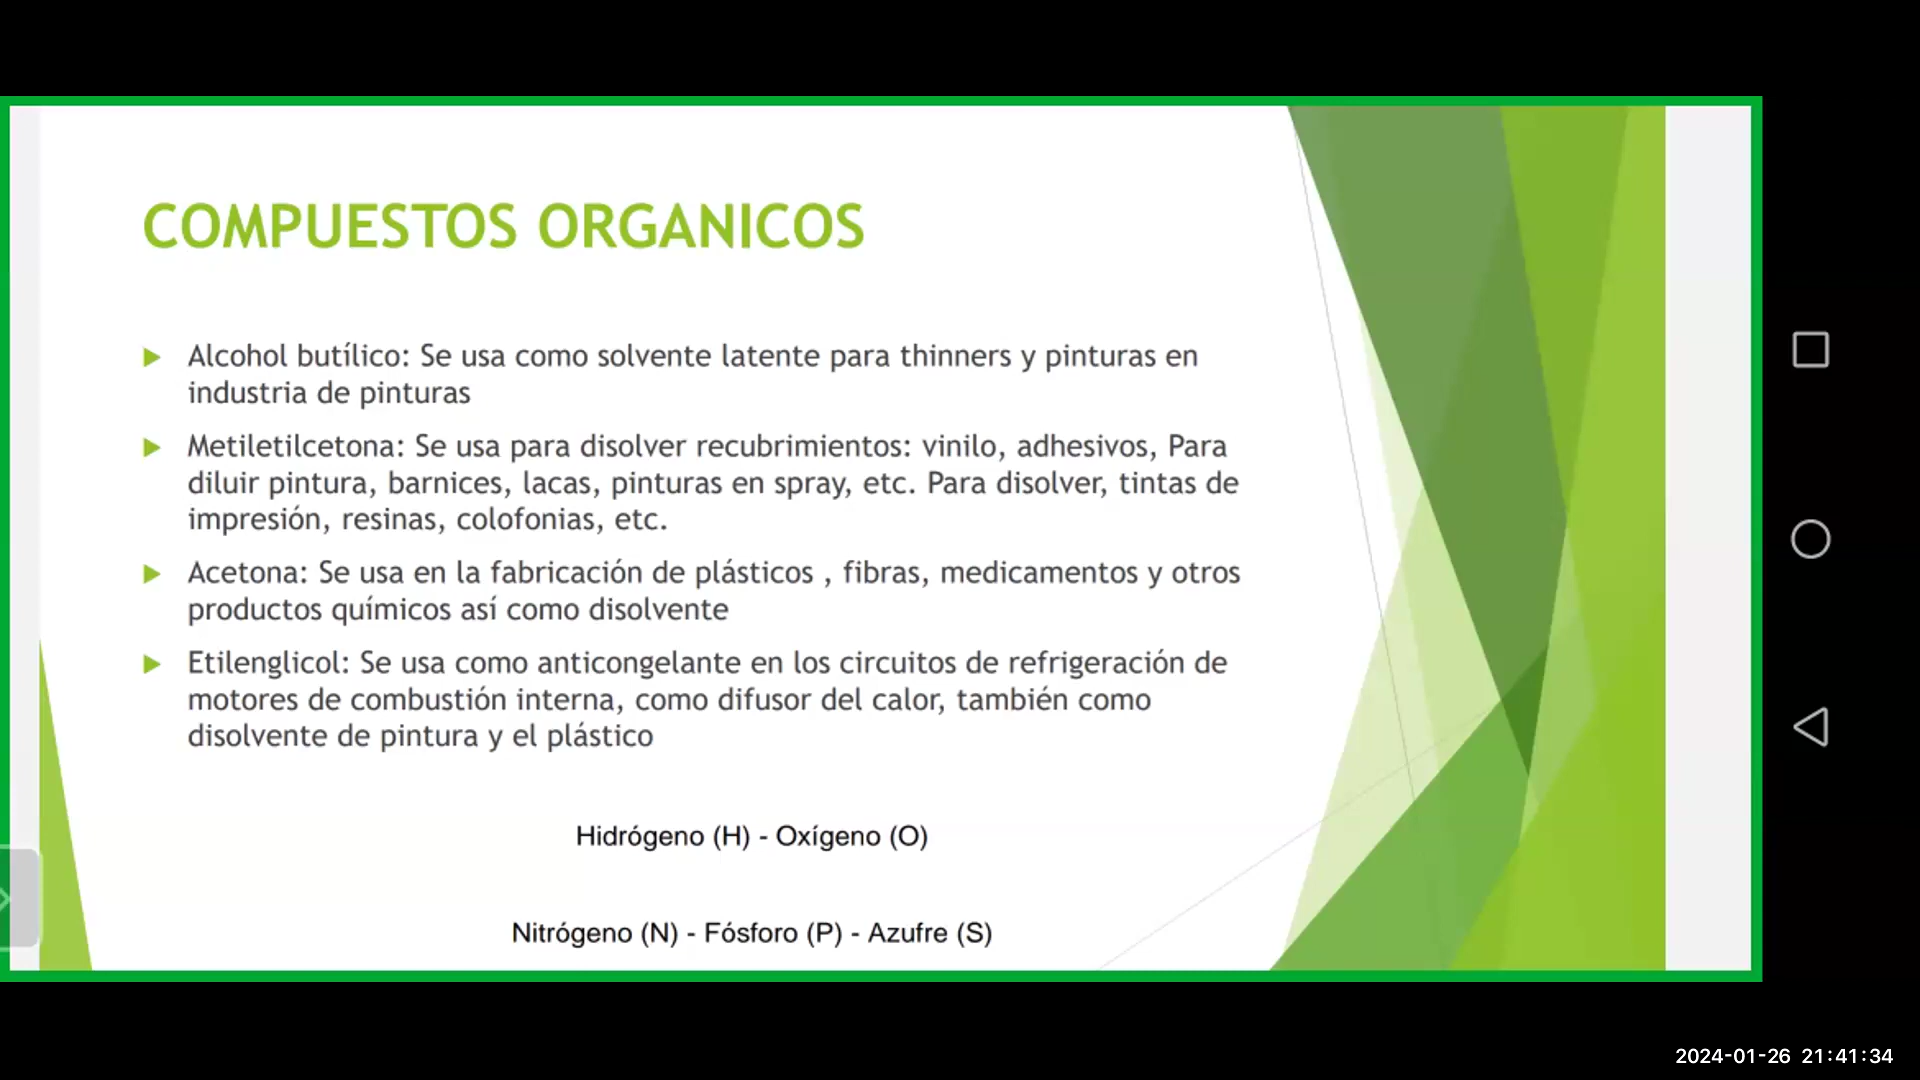 COMPUESTOS ORGANICOS
Alcohol butílico: Se usa como solvente latente para thinners y pinturas en
industria de pinturas
Metiletilcetona: Se usa para disolver recubrimientos: vinilo, adhesivos, Para
diluir pintura, barnices, lacas, pinturas en spray, etc. Para disolver, tintas de
impresión, resinas, colofonias, etc.
Acetona: Se usa en la fabricación de plásticos , fibras, medicamentos y otros
productos químicos así como disolvente
Etilenglicol: Se usa como anticongelante en los circuitos de refrigeración de
motores de combustión interna, como difusor del calor, también como
disolvente de pintura y el plástico
Hidrógeno (H) - Oxígeno (O)
Nitrógeno (N) - Fósforo (P) - Azufre (S)
2024-01-26 21:41:34